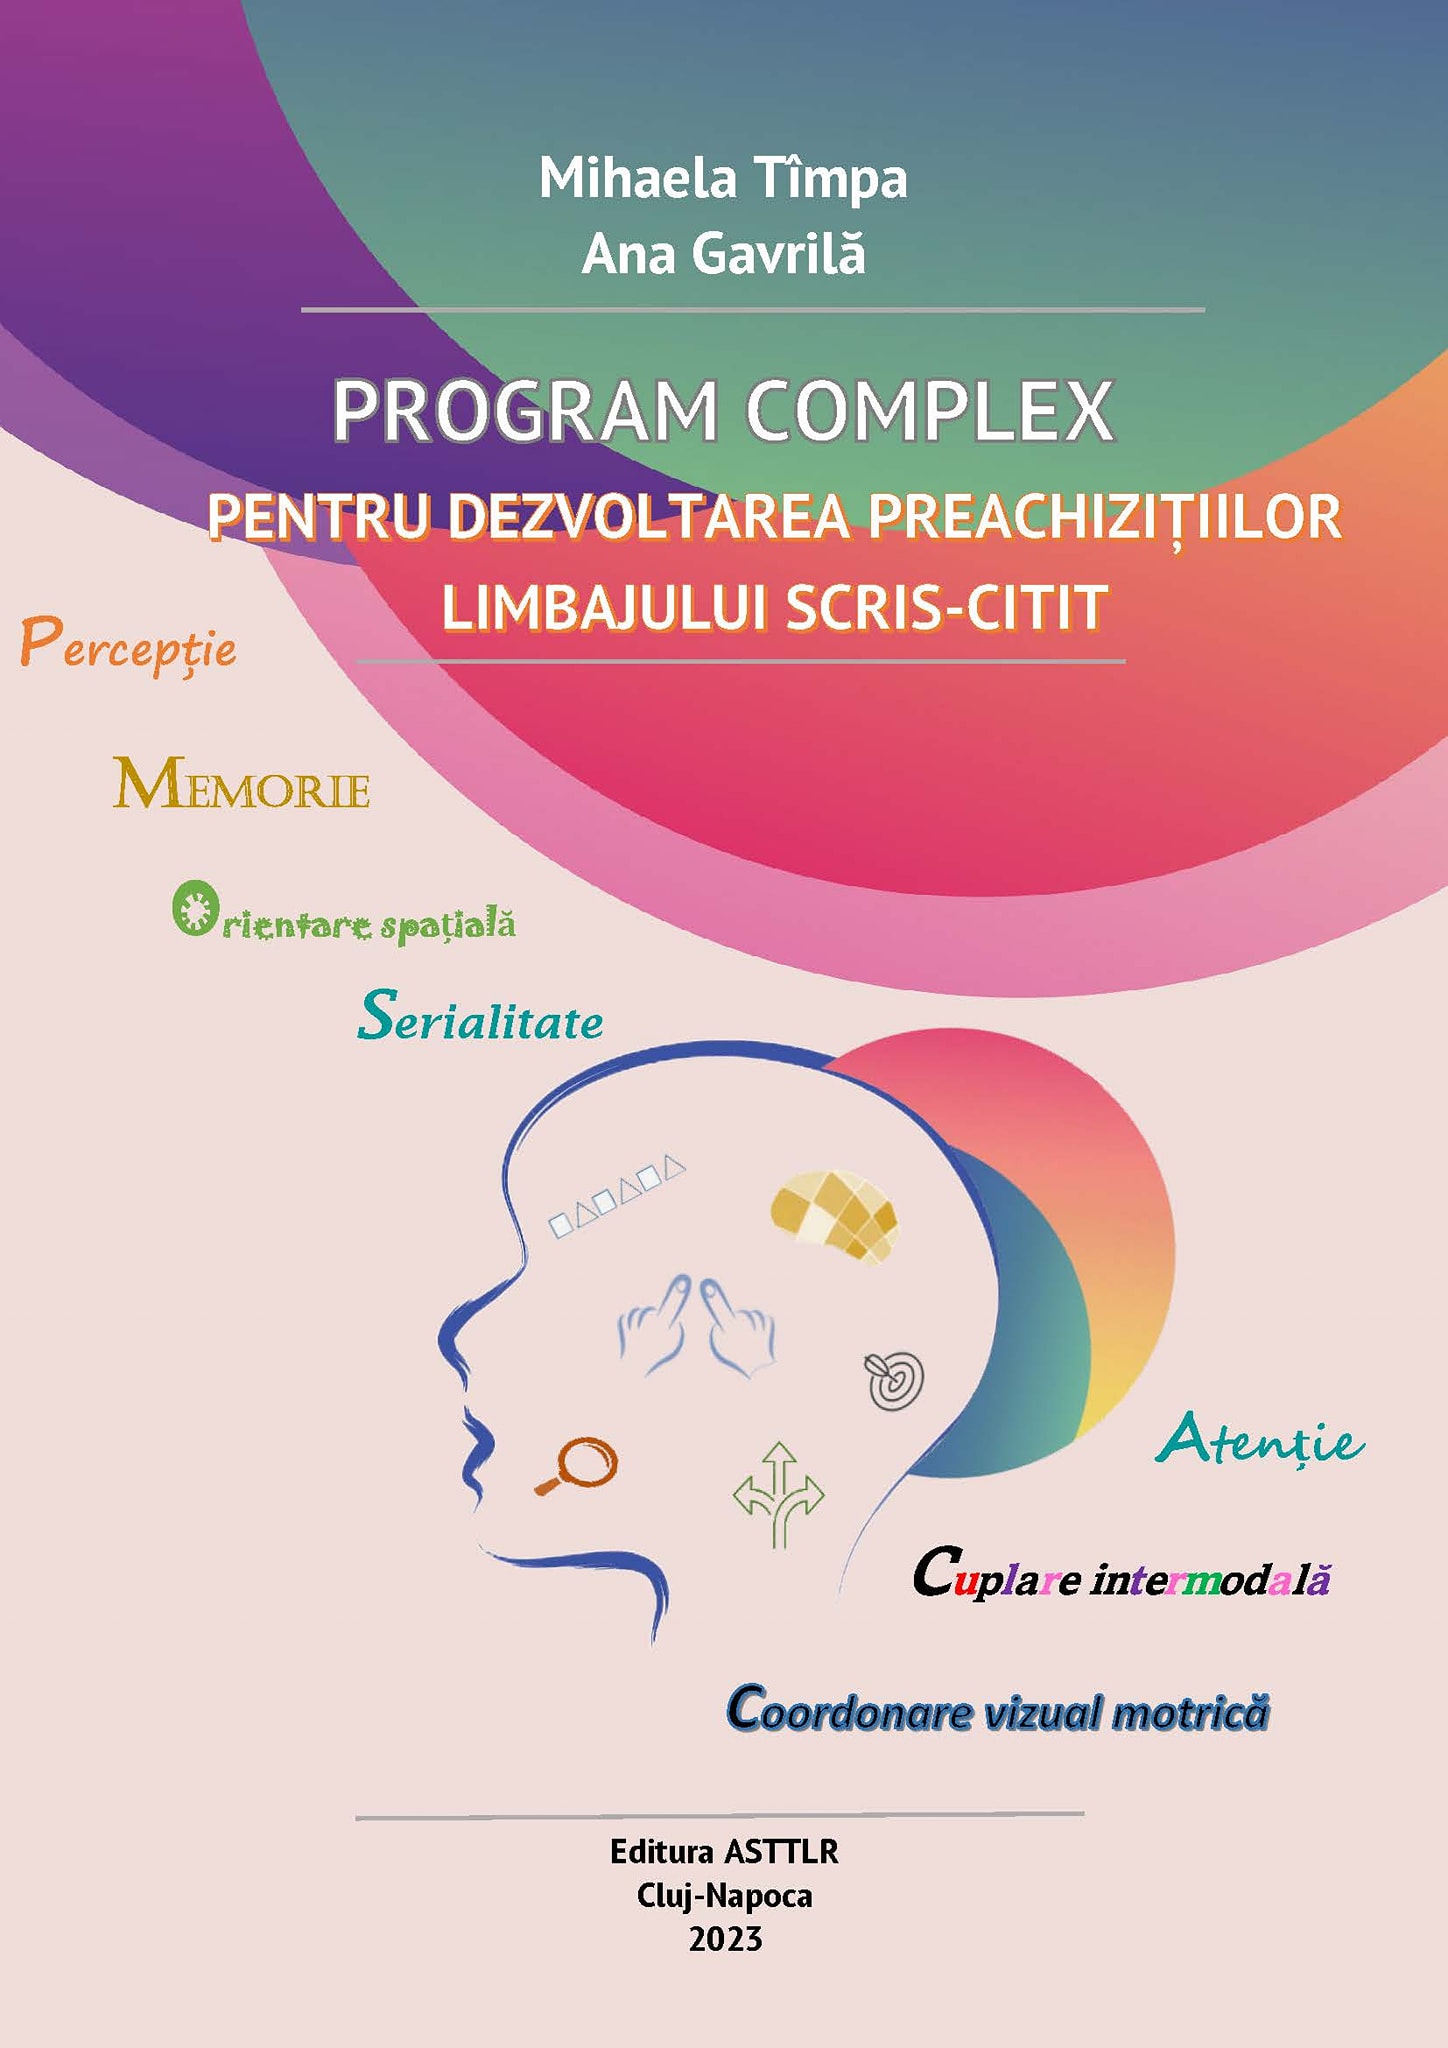 Mihaela Tîmpa
Ana Gavrilă
PROGRAM COMPLEX
PENTRU DEZVOLTAREA PREACHIZIȚIILOR
LIMBAJULUI SCRIS-CITIT
Percepție
MEMORIE
Orientare spațială
Serialitate
Atenție
Cuplare intermodală
Coordonare vizual motrică
Editura ASTTLR
Cluj-Napoca
2023